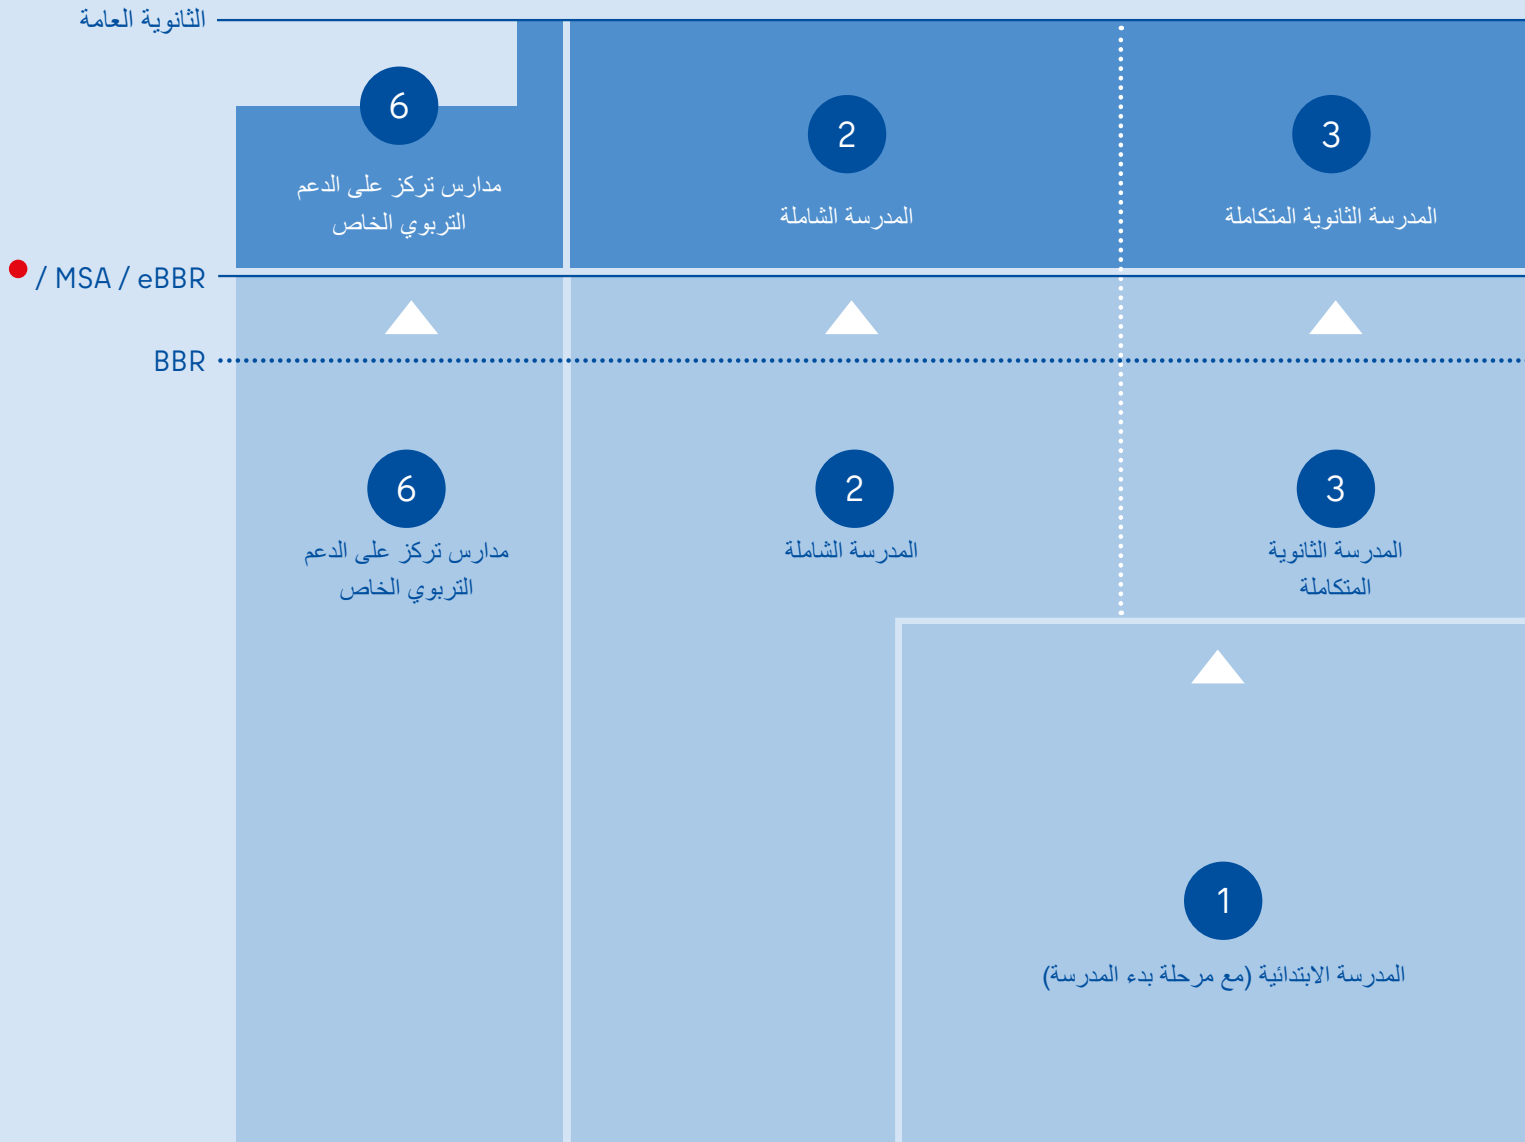 الثانوية العامة
6
مدارس تركز على الدعم
التربوي الخاص
2
المدرسة الشاملة
3
المدرسة الثانوية المتكاملة
/ MSA / eBBR
BBR
6
مدارس تركز على الدعم
التربوي الخاص
2
المدرسة الشاملة
3
المدرسة الثانوية
المتكاملة
1
المدرسة الابتدائية (مع مرحلة بدء المدرسة)